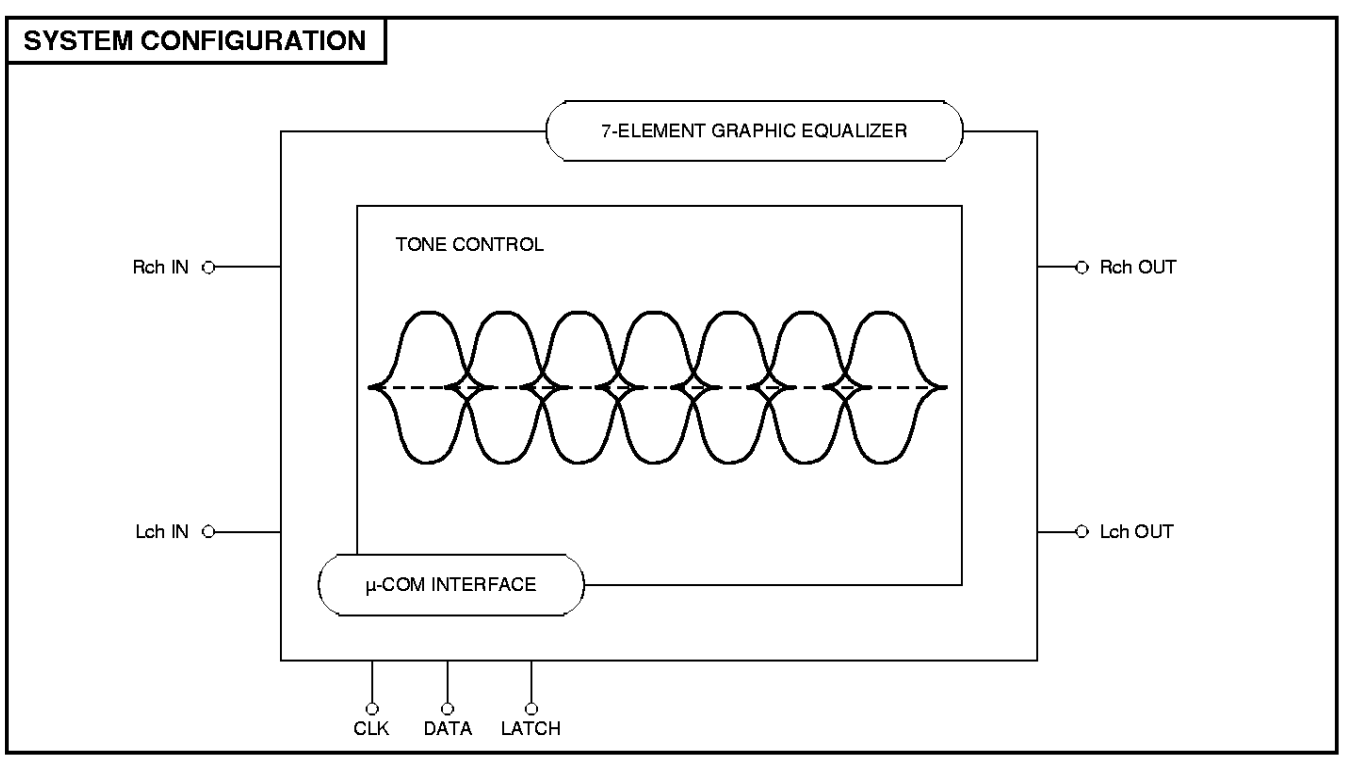 SYSTEM CONFIGURATION
7-ELEMENT GRAPHIC EQUALIZER
TONE CONTROL
Rch IN
Rch OUT
Lch IN
Lch OUT
µ-COM INTERFACE
CLK DATA LATCH